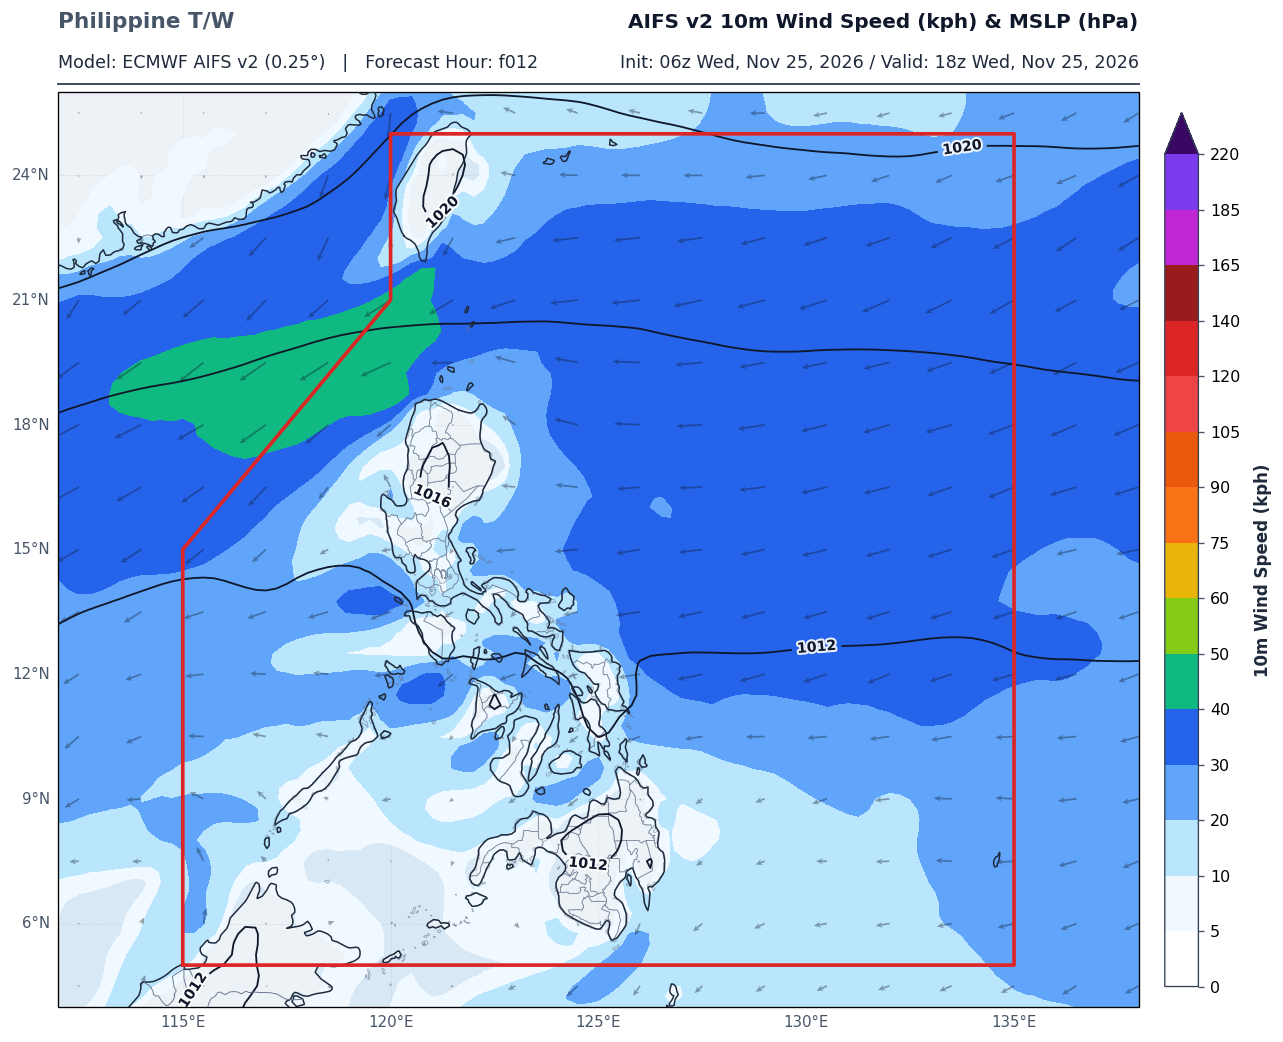 Philippine T/W
AIFS v2 10m Wind Speed (kph) & MSLP (hPa)
Model: ECMWF AIFS v2 (0.25°) | Forecast Hour: f012
Init: 06z Wed, Nov 25, 2026 / Valid: 18z Wed, Nov 25, 2026
24°N
21°N
18°N
15°N
12°N
9°N
6°N
1020
1020
1016
1012
1012
1012
115°E
120°E
125°E
130°E
135°E
220
185
165
140
120
105
90
75
60
50
40
30
20
10
5
0
10m Wind Speed (kph)